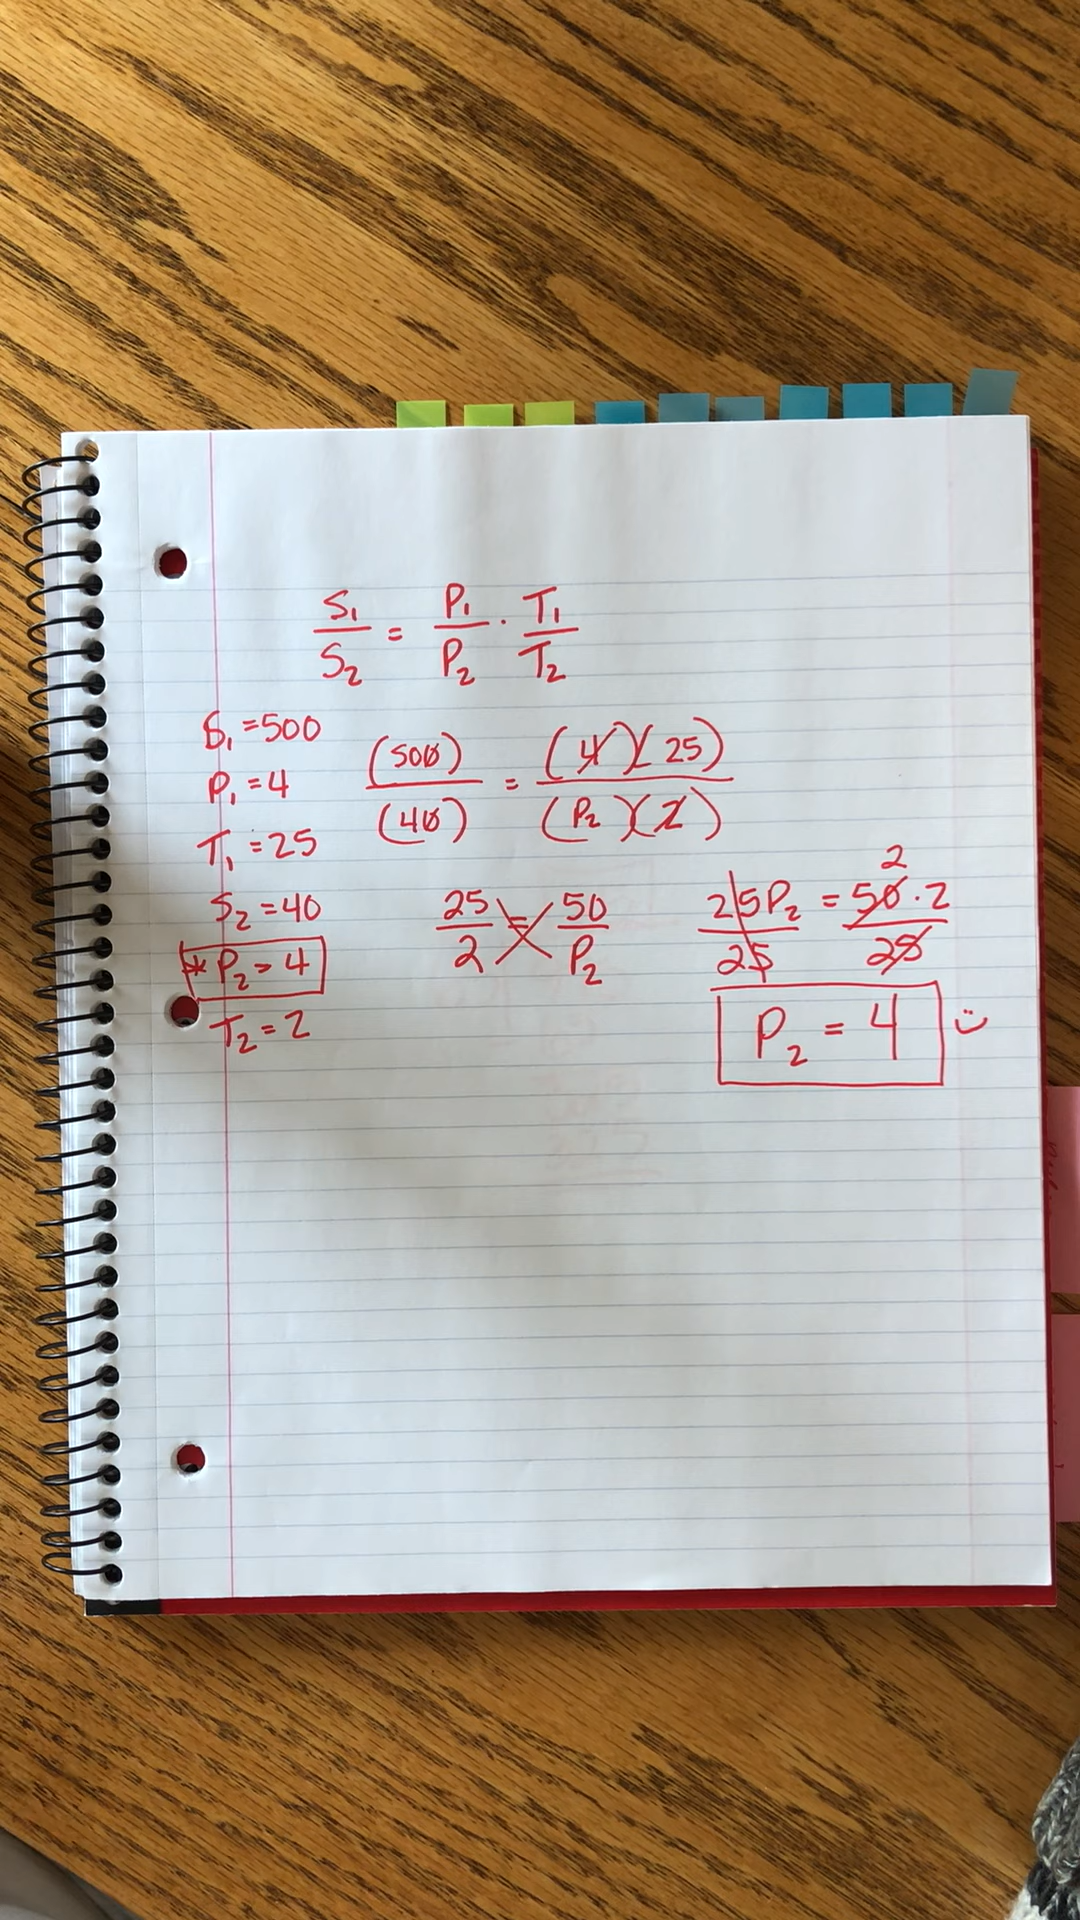 S₁/S₂ = P₁/P₂ · T₁/T₂
S₁ = 500
P₁ = 4
T₁ = 25
S₂ = 40
* P₂ = 4
T₂ = 2
(500)/(40) = (4)(25)/(P₂)(2)
25/2 = 50/P₂
2
25P₂/25 = 50·2/25
P₂ = 4 :)